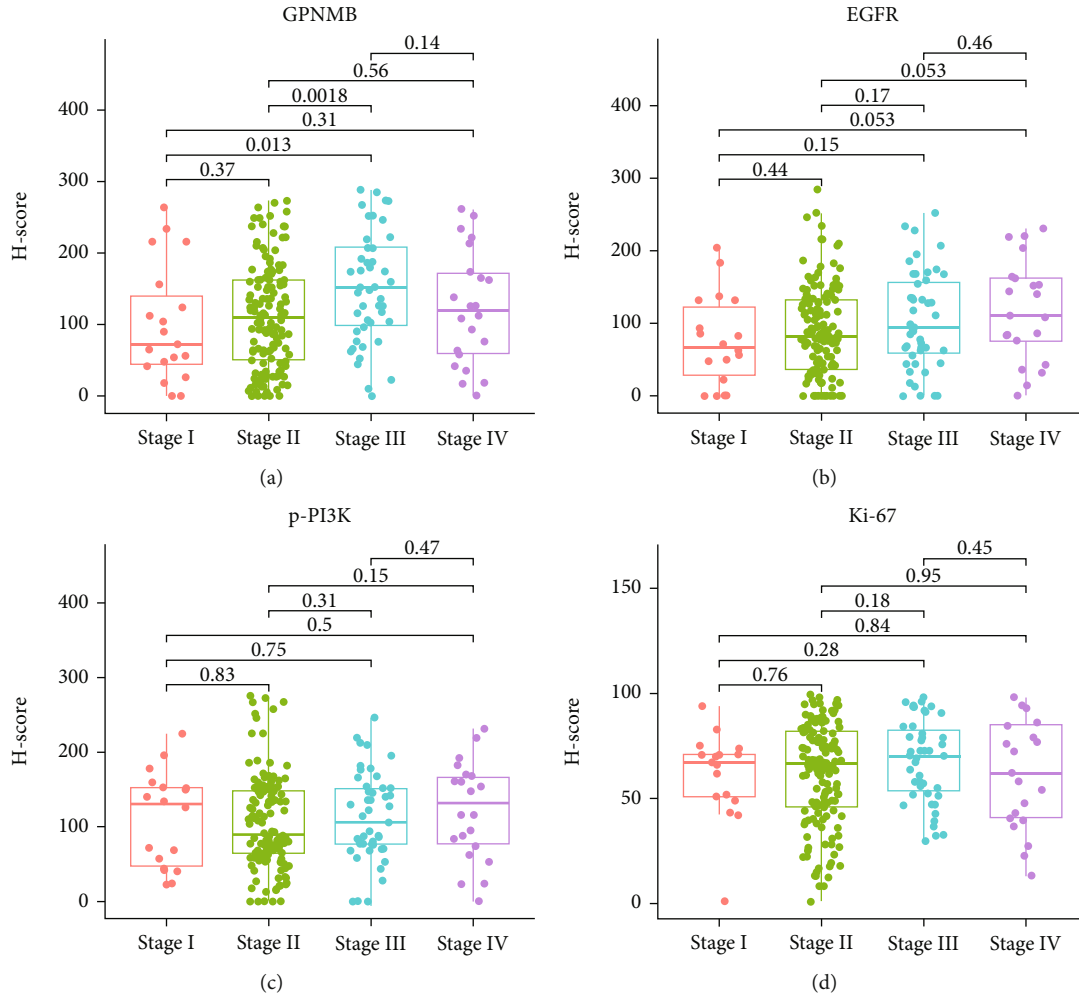 GPNMB
0.14
0.56
400
0.0018
0.31
0.013
0.37
300
200
100
0
H-score
Stage I Stage II Stage III Stage IV
(a)
EGFR
0.46
0.053
400
0.17
0.053
0.15
0.44
300
200
100
0
H-score
Stage I Stage II Stage III Stage IV
(b)
p-PI3K
0.47
0.15
400
0.31
0.5
0.75
0.83
300
200
100
0
H-score
Stage I Stage II Stage III Stage IV
(c)
Ki-67
0.45
0.95
150
0.18
0.84
0.28
0.76
100
50
0
H-score
Stage I Stage II Stage III Stage IV
(d)